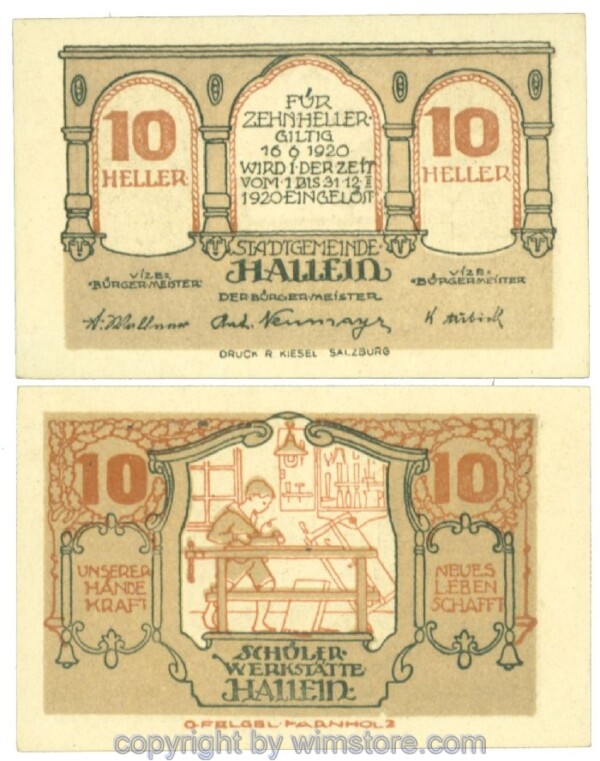 10
HELLER
FÜR
ZEHN HELLER
GILTIG
16 6 1920
WIRD I·DER ZEIT
VOM·1 BIS 31·12
1920·EINGELÖST
10
HELLER
STADTGEMEINDE
HALLEIN
VIZE=
BÜRGERMEISTER
DER BÜRGERMEISTER
VIZE=
BÜRGERMEISTER
Neumayr
DRUCK R. KIESEL SALZBURG
10
10
UNSERER
HÄNDE
KRAFT
NEUES
LEBEN
SCHAFFT
SCHÜLER
WERKSTÄTTE
HALLEIN
copyright by wimstore.com